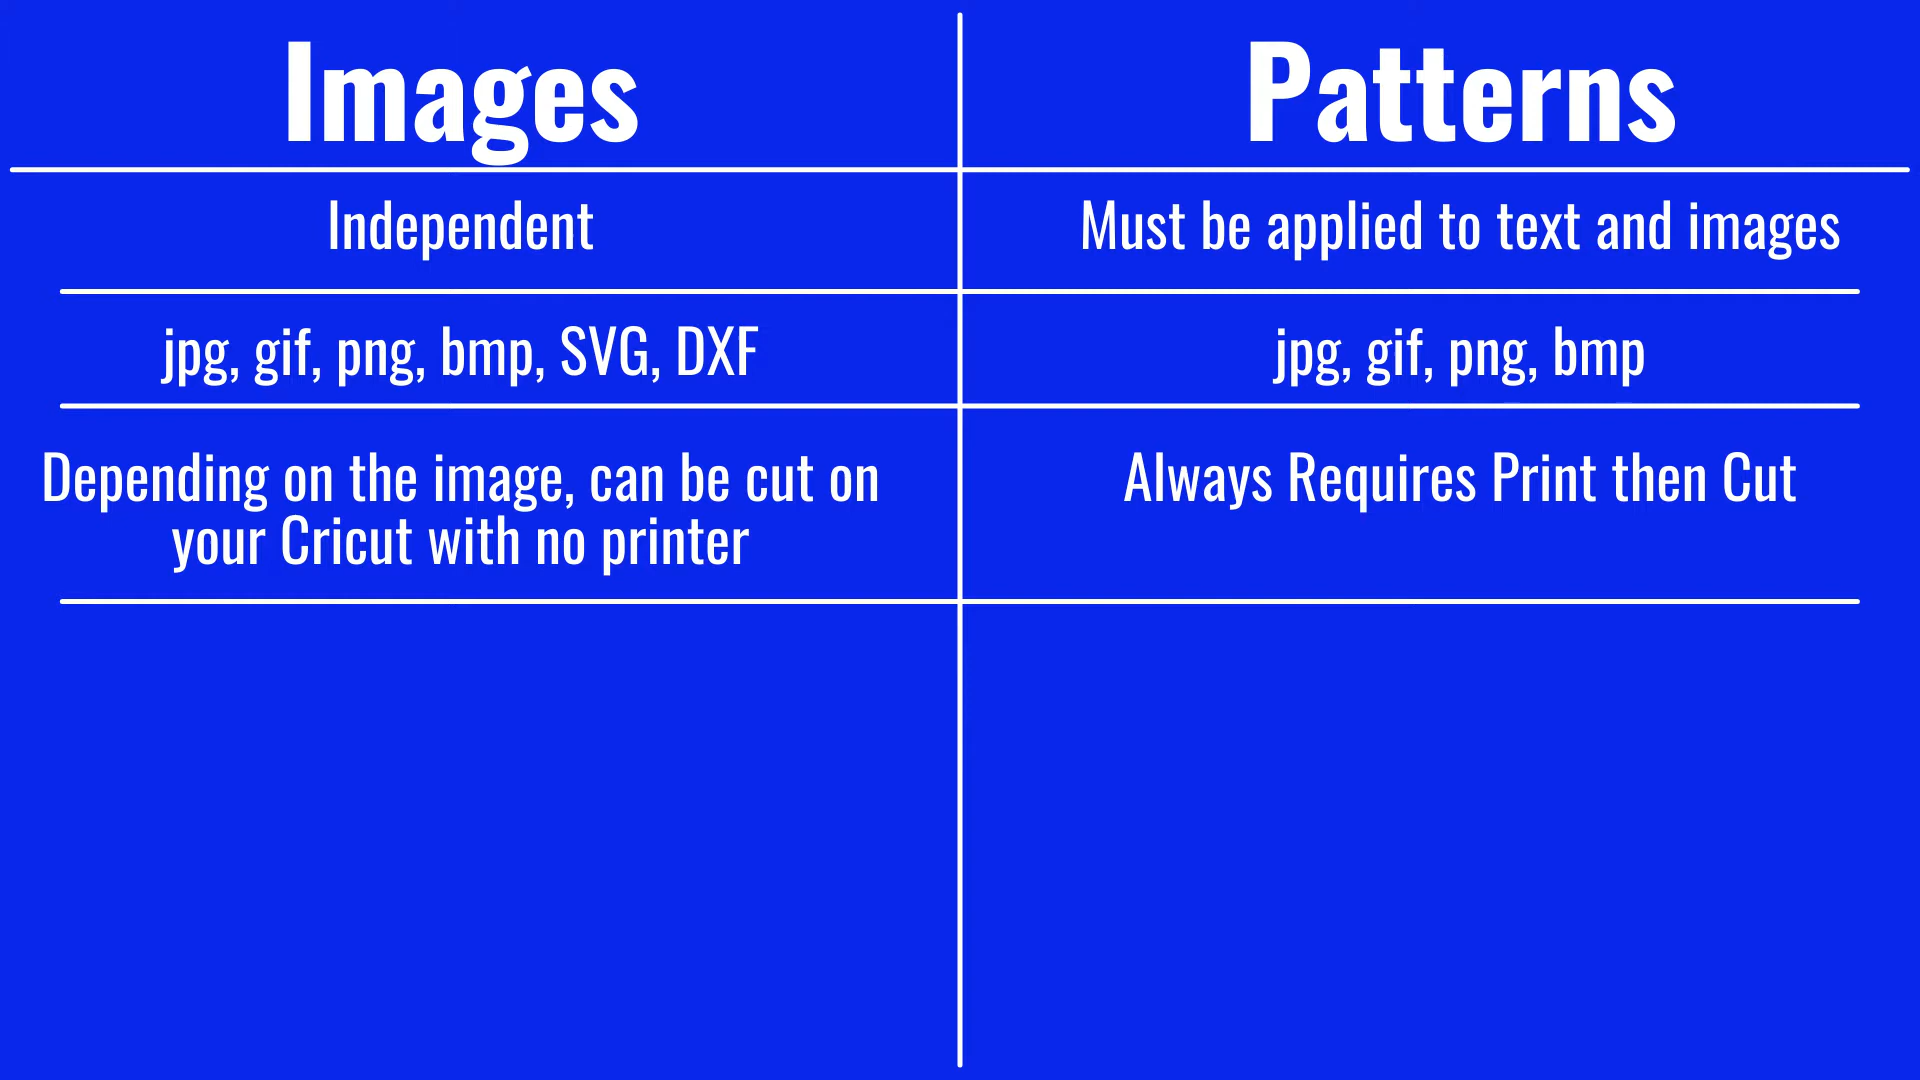 Images
Patterns
Independent
Must be applied to text and images
jpg, gif, png, bmp, SVG, DXF
jpg, gif, png, bmp
Depending on the image, can be cut on
your Cricut with no printer
Always Requires Print then Cut